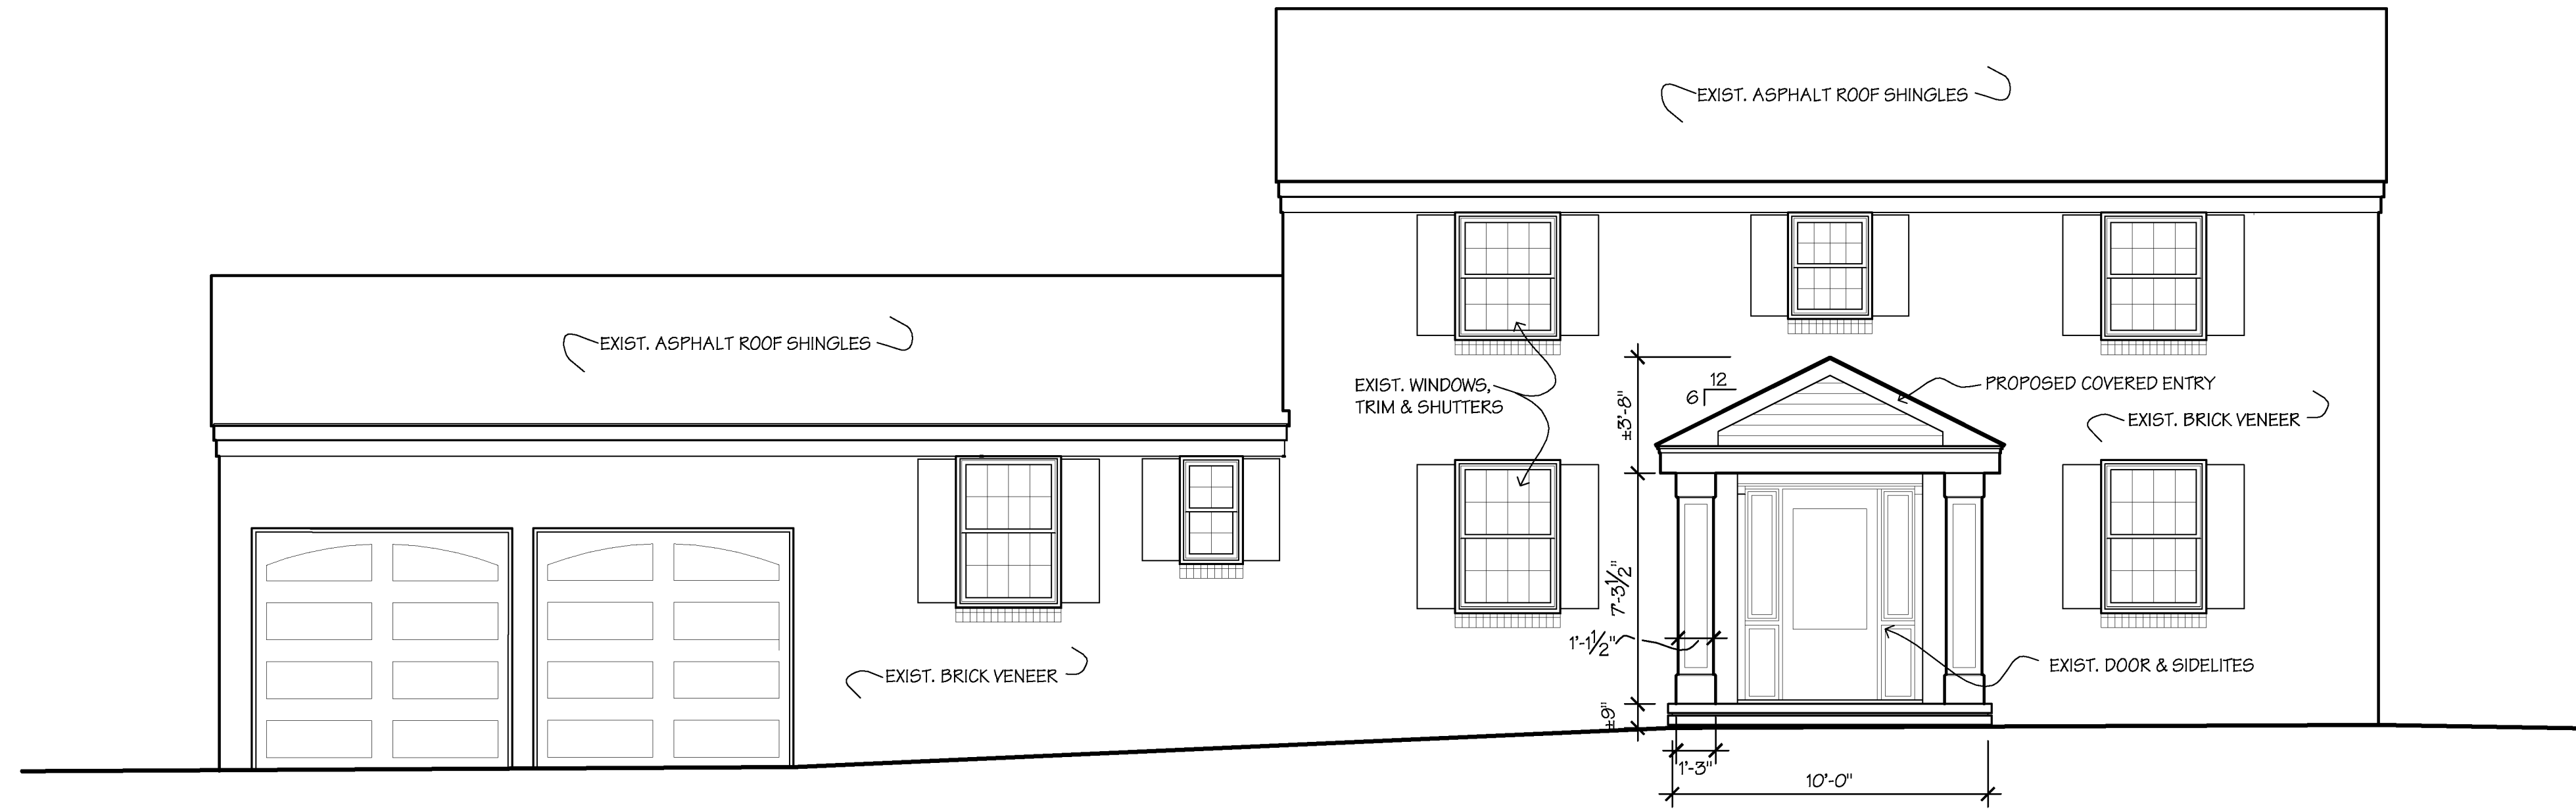 EXIST. ASPHALT ROOF SHINGLES
EXIST. ASPHALT ROOF SHINGLES
EXIST. WINDOWS,
TRIM & SHUTTERS
12
6
PROPOSED COVERED ENTRY
±3'-8"
EXIST. BRICK VENEER
7'-3½"
1'-1½"
EXIST. DOOR & SIDELITES
EXIST. BRICK VENEER
±9"
1'-3"
10'-0"